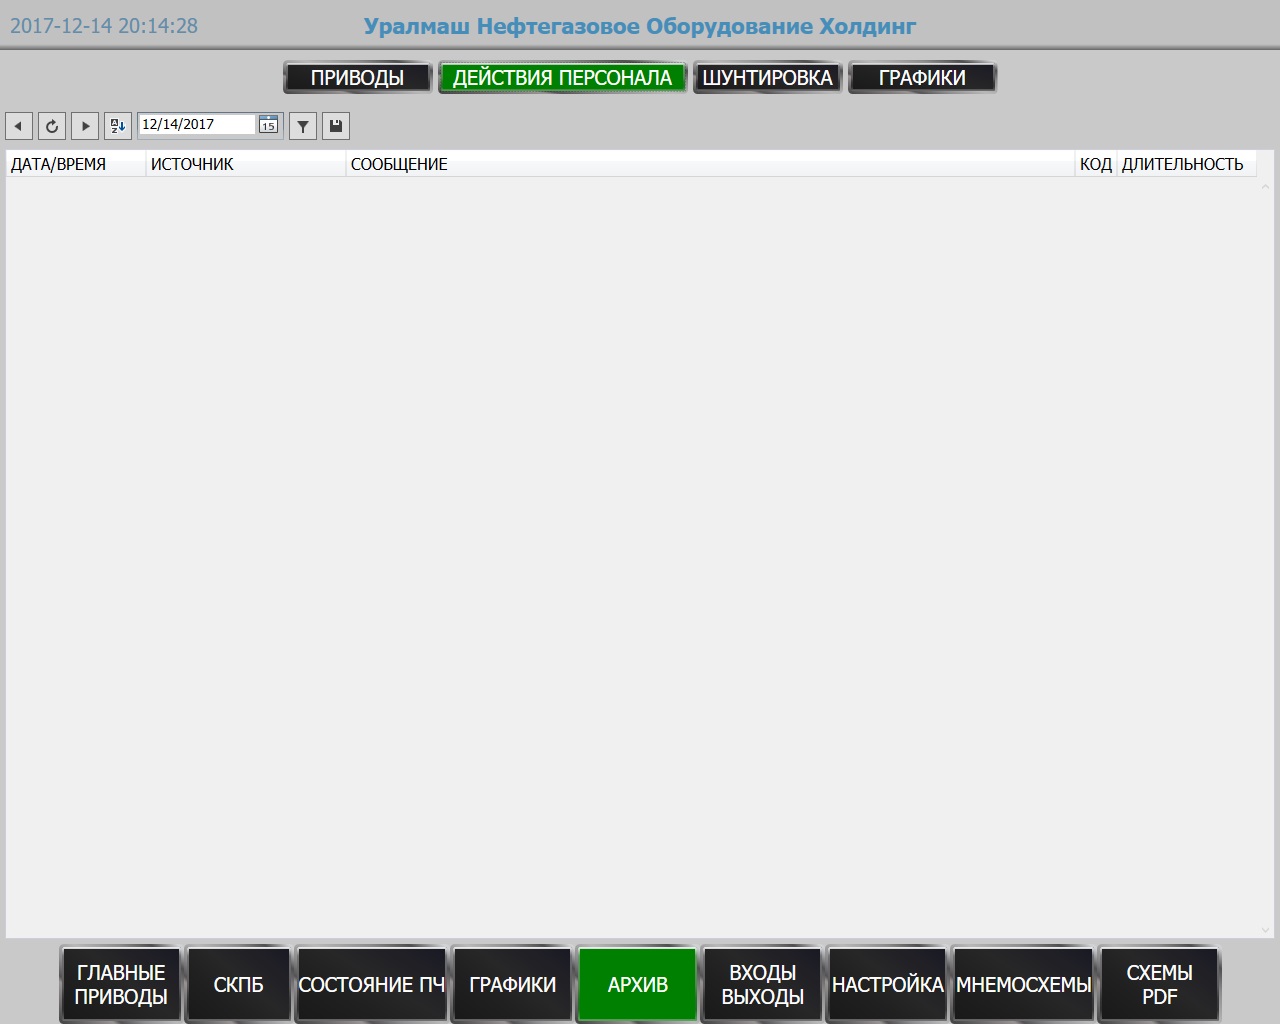 2017-12-14 20:14:28
Уралмаш Нефтегазовое Оборудование Холдинг
ПРИВОДЫ
ДЕЙСТВИЯ ПЕРСОНАЛА
ШУНТИРОВКА
ГРАФИКИ
A
Z
12/14/2017
15
ДАТА/ВРЕМЯ
ИСТОЧНИК
СООБЩЕНИЕ
КОД
ДЛИТЕЛЬНОСТЬ
ГЛАВНЫЕ
ПРИВОДЫ
СКПБ
СОСТОЯНИЕ ПЧ
ГРАФИКИ
АРХИВ
ВХОДЫ
ВЫХОДЫ
НАСТРОЙКА
МНЕМОСХЕМЫ
СХЕМЫ
PDF